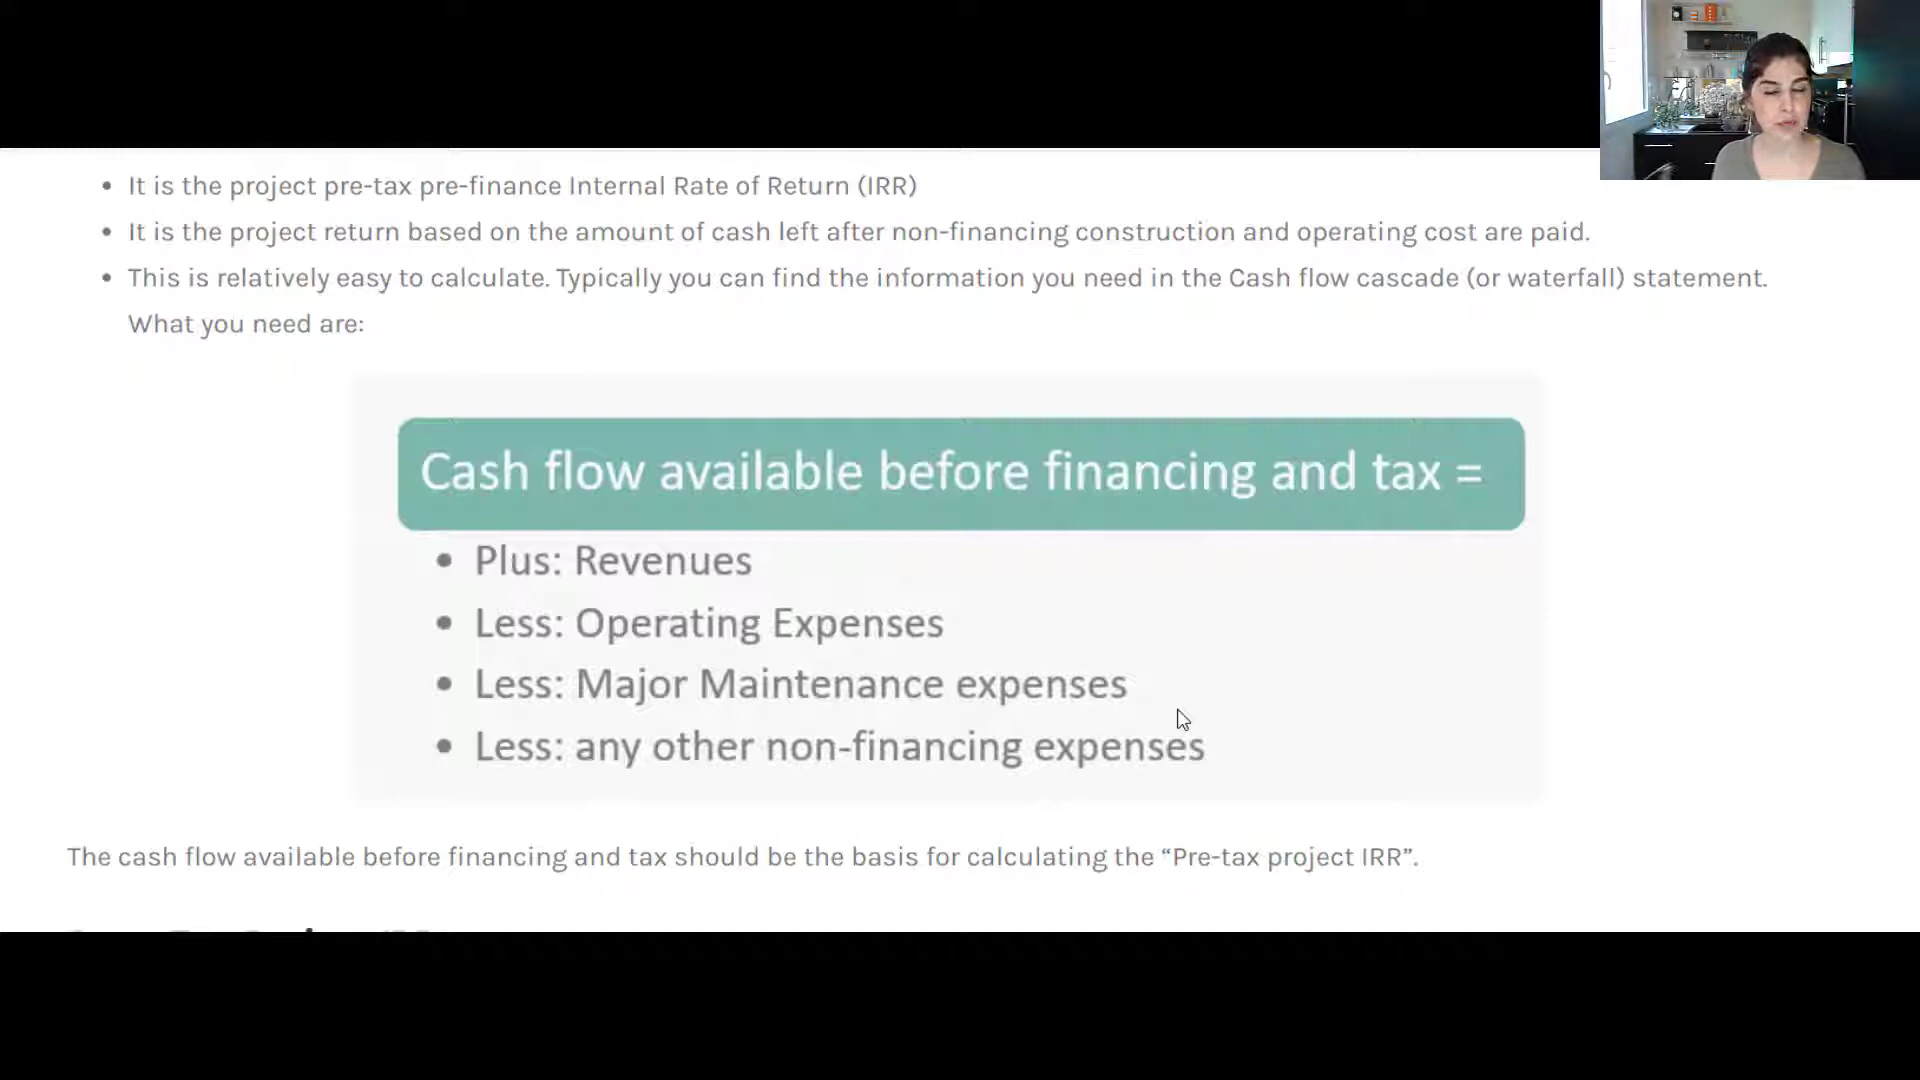 It is the project pre-tax pre-finance Internal Rate of Return (IRR)
It is the project return based on the amount of cash left after non-financing construction and operating cost are paid.
This is relatively easy to calculate. Typically you can find the information you need in the Cash flow cascade (or waterfall) statement.
What you need are:
Cash flow available before financing and tax =
Plus: Revenues
Less: Operating Expenses
Less: Major Maintenance expenses
Less: any other non-financing expenses
The cash flow available before financing and tax should be the basis for calculating the “Pre-tax project IRR”.